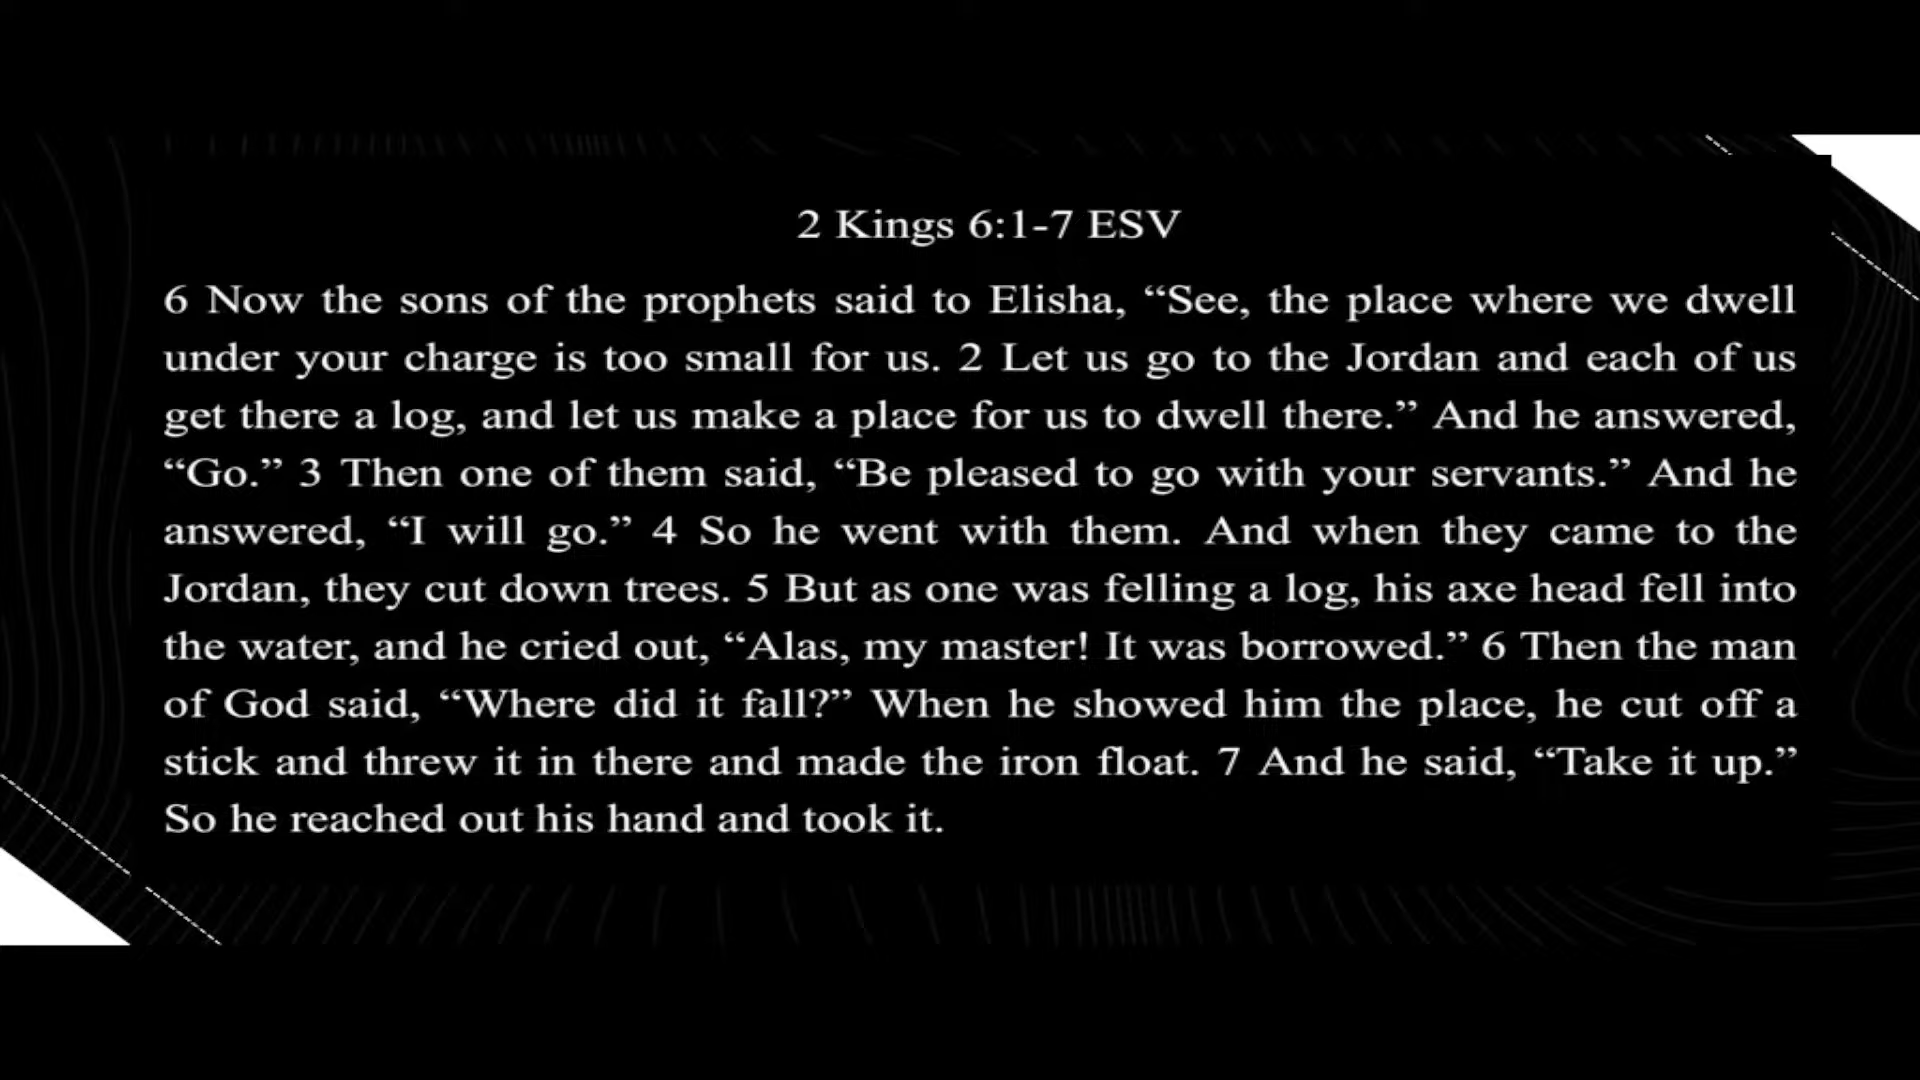 2 Kings 6:1-7 ESV
6 Now the sons of the prophets said to Elisha, “See, the place where we dwell
under your charge is too small for us. 2 Let us go to the Jordan and each of us
get there a log, and let us make a place for us to dwell there.” And he answered,
“Go.” 3 Then one of them said, “Be pleased to go with your servants.” And he
answered, “I will go.” 4 So he went with them. And when they came to the
Jordan, they cut down trees. 5 But as one was felling a log, his axe head fell into
the water, and he cried out, “Alas, my master! It was borrowed.” 6 Then the man
of God said, “Where did it fall?” When he showed him the place, he cut off a
stick and threw it in there and made the iron float. 7 And he said, “Take it up.”
So he reached out his hand and took it.